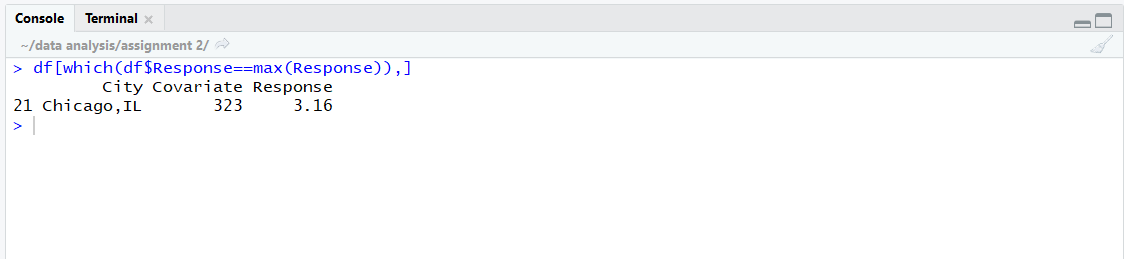 Console Terminal
~/data analysis/assignment 2/
> df[which(df$Response==max(Response)),]
City Covariate Response
21 Chicago,IL 323 3.16
>